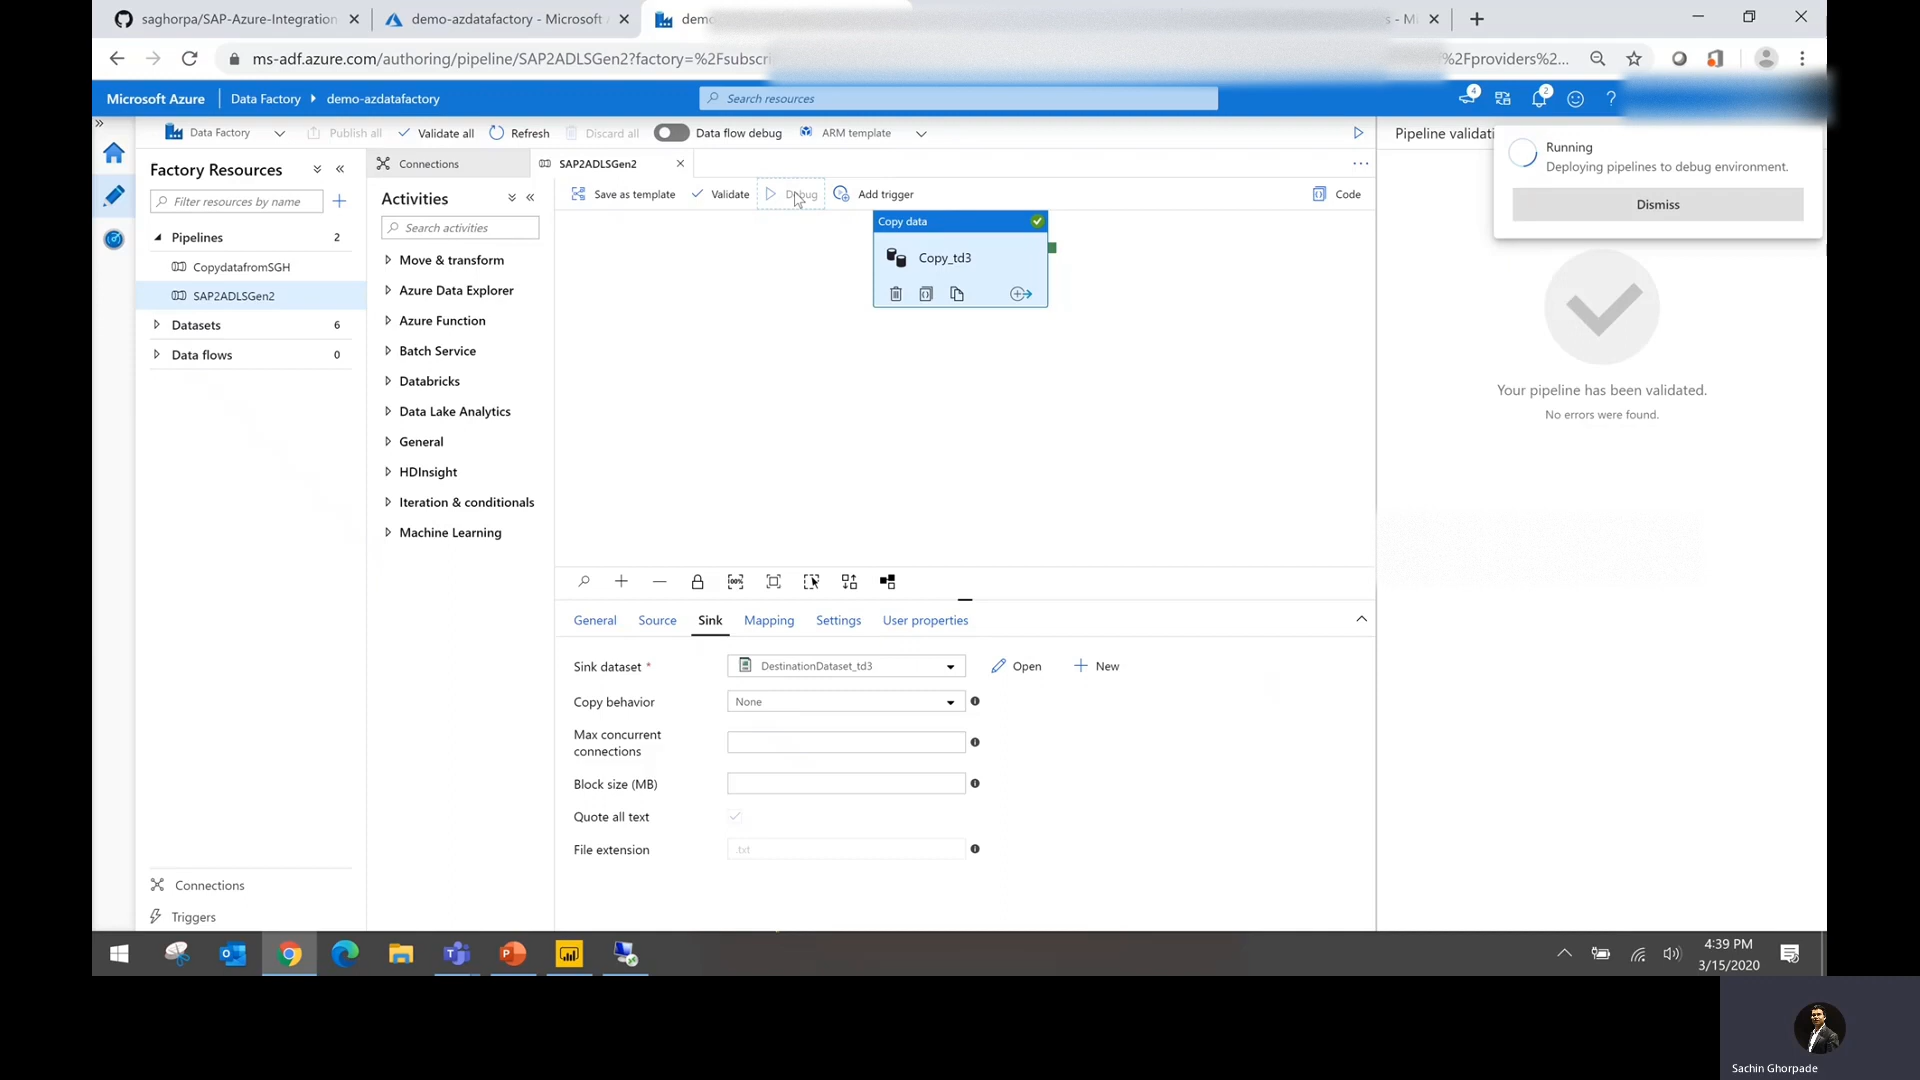 saghorpa/SAP-Azure-Integration
demo-azdatafactory - Microsoft
demo
s - Mi
ms-adf.azure.com/authoring/pipeline/SAP2ADLSGen2?factory=%2Fsubscri
%2Fproviders%2...
Microsoft Azure
Data Factory
demo-azdatafactory
Search resources
4
2
Data Factory
Publish all
Validate all
Refresh
Discard all
Data flow debug
ARM template
Pipeline validati
Running
Deploying pipelines to debug environment.
Dismiss
Factory Resources
Filter resources by name
Pipelines 2
CopydatafromSGH
SAP2ADLSGen2
Datasets 6
Data flows 0
Connections
Triggers
Connections
SAP2ADLSGen2
Activities
Search activities
Move & transform
Azure Data Explorer
Azure Function
Batch Service
Databricks
Data Lake Analytics
General
HDInsight
Iteration & conditionals
Machine Learning
Save as template
Validate
Debug
Add trigger
Code
Copy data
Copy_td3
100%
Your pipeline has been validated.
No errors were found.
General
Source
Sink
Mapping
Settings
User properties
Sink dataset *
DestinationDataset_td3
Open
New
Copy behavior
None
Max concurrent
connections
Block size (MB)
Quote all text
File extension
.txt
4:39 PM
3/15/2020
Sachin Ghorpade